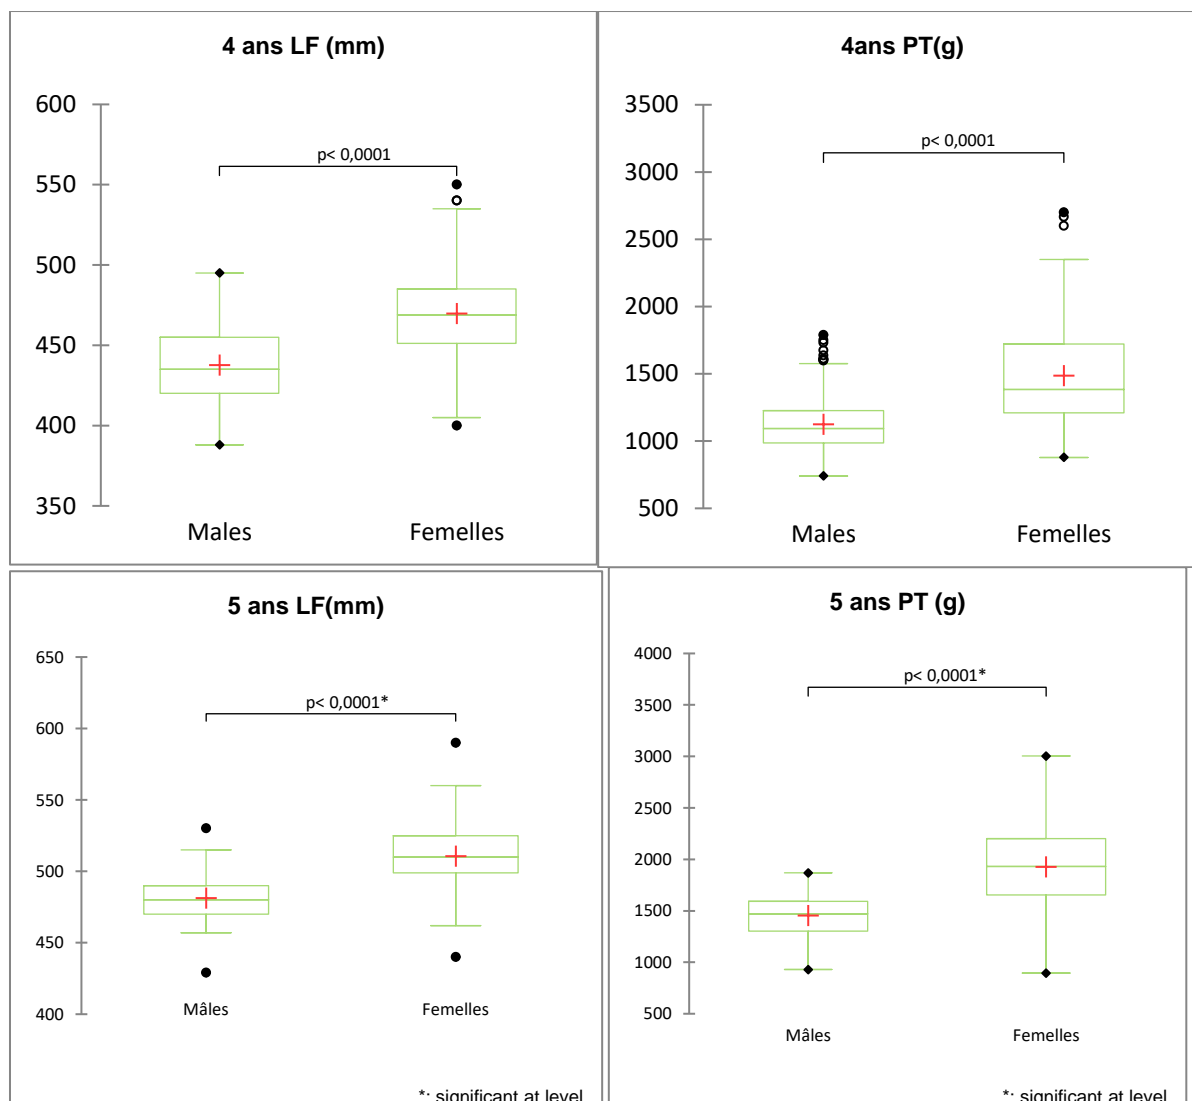 4 ans LF (mm)
600
550
500
450
400
350
p< 0,0001
Males
Femelles
4ans PT(g)
3500
3000
2500
2000
1500
1000
500
p< 0,0001
Males
Femelles
5 ans LF(mm)
650
600
550
500
450
400
p< 0,0001*
Mâles
Femelles
*: significant at level
5 ans PT (g)
4000
3500
3000
2500
2000
1500
1000
500
p< 0,0001*
Mâles
Femelles
*: significant at level